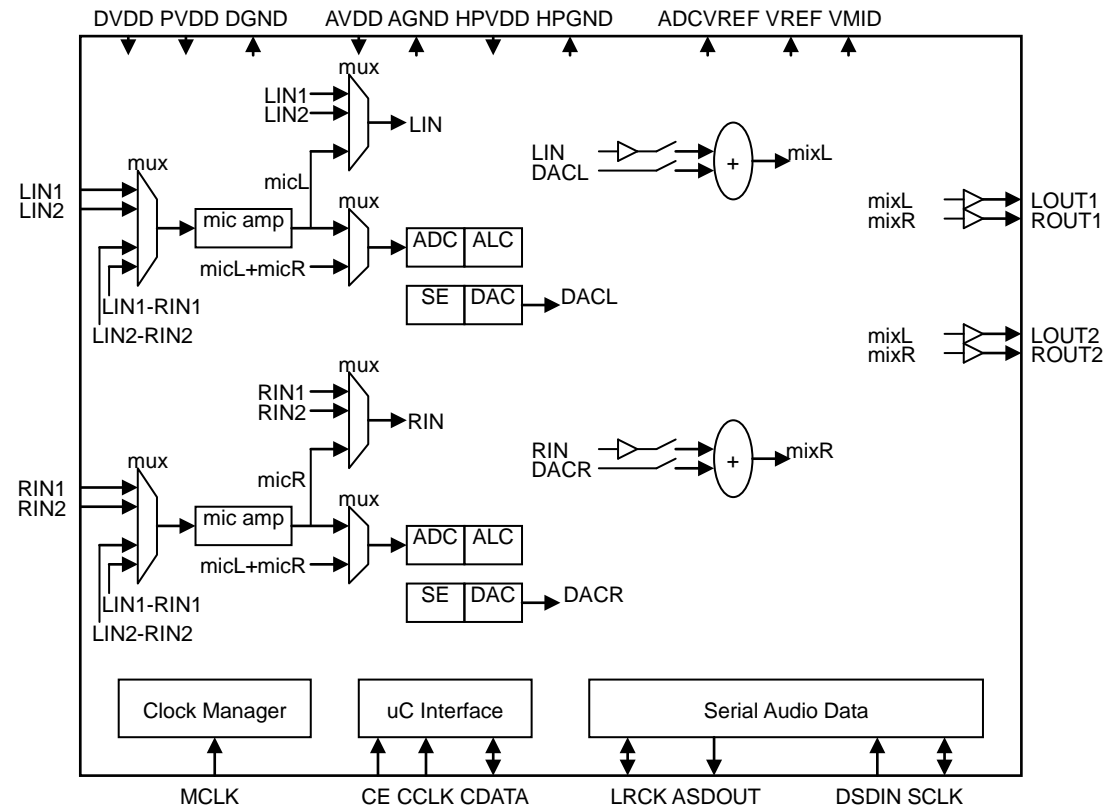 DVDD PVDD DGND AVDD AGND HPVDD HPGND ADCVREF VREF VMID
mux
LIN1
LIN2
LIN
micL
mux
LIN1
LIN2
mic amp
mux
micL+micR
ADC ALC
SE DAC
DACL
LIN1-RIN1
LIN2-RIN2
LIN
DACL
+
mixL
mixL
mixR
LOUT1
ROUT1
mixL
mixR
LOUT2
ROUT2
mux
RIN1
RIN2
RIN
micR
mux
RIN1
RIN2
mic amp
mux
micL+micR
ADC ALC
SE DAC
DACR
LIN1-RIN1
LIN2-RIN2
RIN
DACR
+
mixR
Clock Manager
uC Interface
Serial Audio Data
MCLK
CE CCLK CDATA
LRCK ASDOUT
DSDIN SCLK